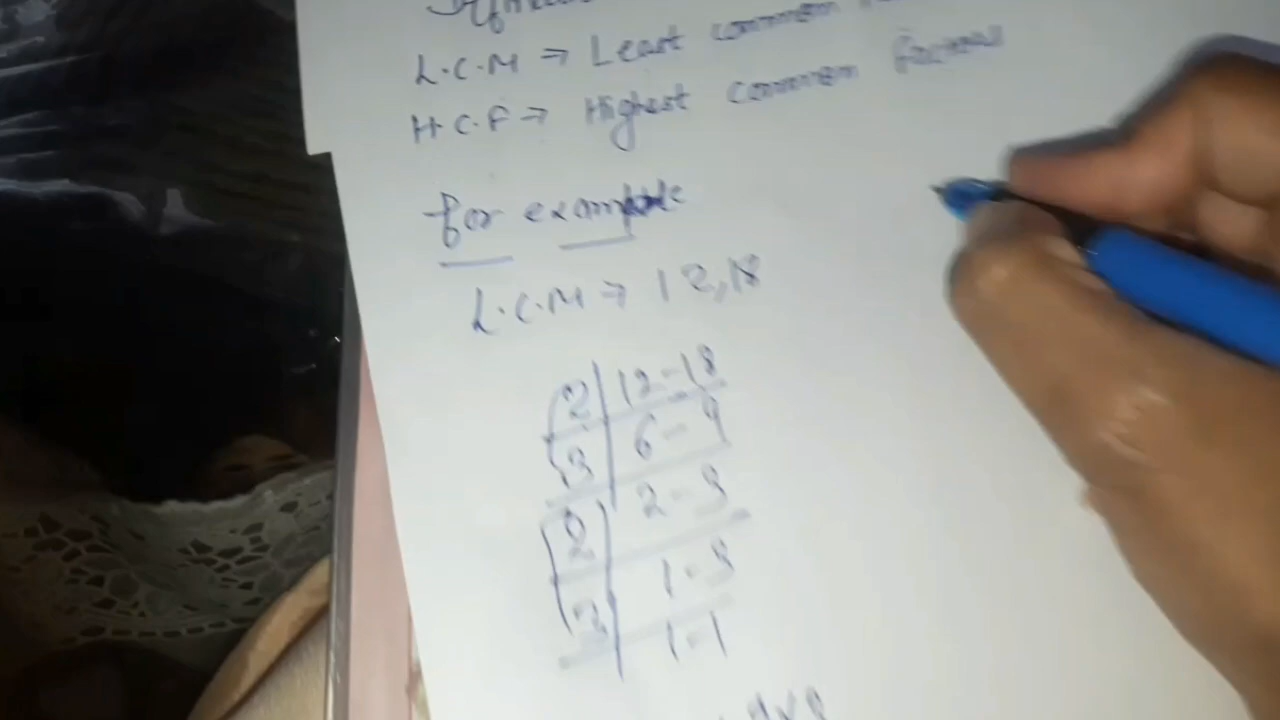 L.C.M → Least common
H.C.F → Highest common factors
for example
L.C.M → 12,18
2 | 12 - 18
3 | 6 - 9
2 | 2 - 3
3 | 1 - 3
1 - 1